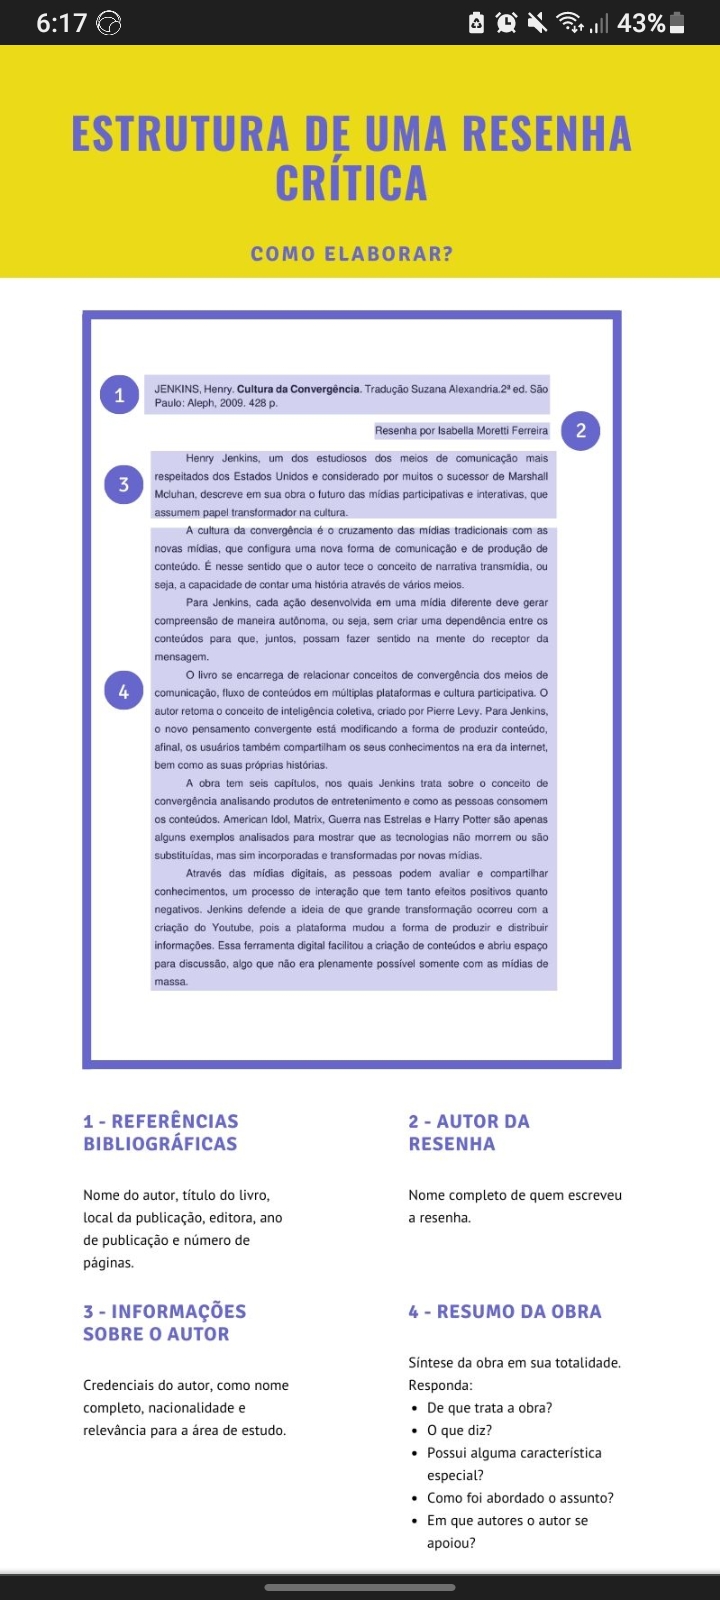 6:17
43%
ESTRUTURA DE UMA RESENHA
CRÍTICA
COMO ELABORAR?
1
JENKINS, Henry. Cultura da Convergência. Tradução Suzana Alexandria.2ª ed. São
Paulo: Aleph, 2009. 428 p.
Resenha por Isabella Moretti Ferreira
2
3
Henry Jenkins, um dos estudiosos dos meios de comunicação mais
respeitados dos Estados Unidos e considerado por muitos o sucessor de Marshall
Mcluhan, descreve em sua obra o futuro das mídias participativas e interativas, que
assumem papel transformador na cultura.
A cultura da convergência é o cruzamento das mídias tradicionais com as
novas mídias, que configura uma nova forma de comunicação e de produção de
conteúdo. É nesse sentido que o autor tece o conceito de narrativa transmídia, ou
seja, a capacidade de contar uma história através de vários meios.
Para Jenkins, cada ação desenvolvida em uma mídia diferente deve gerar
compreensão de maneira autônoma, ou seja, sem criar uma dependência entre os
conteúdos para que, juntos, possam fazer sentido na mente do receptor da
mensagem.
4
O livro se encarrega de relacionar conceitos de convergência dos meios de
comunicação, fluxo de conteúdos em múltiplas plataformas e cultura participativa. O
autor retoma o conceito de inteligência coletiva, criado por Pierre Levy. Para Jenkins,
o novo pensamento convergente está modificando a forma de produzir conteúdo,
afinal, os usuários também compartilham os seus conhecimentos na era da internet,
bem como as suas próprias histórias.
A obra tem seis capítulos, nos quais Jenkins trata sobre o conceito de
convergência analisando produtos de entretenimento e como as pessoas consomem
os conteúdos. American Idol, Matrix, Guerra nas Estrelas e Harry Potter são apenas
alguns exemplos analisados para mostrar que as tecnologias não morrem ou são
substituídas, mas sim incorporadas e transformadas por novas mídias.
Através das mídias digitais, as pessoas podem avaliar e compartilhar
conhecimentos, um processo de interação que tem tanto efeitos positivos quanto
negativos. Jenkins defende a ideia de que grande transformação ocorreu com a
criação do Youtube, pois a plataforma mudou a forma de produzir e distribuir
informações. Essa ferramenta digital facilitou a criação de conteúdos e abriu espaço
para discussão, algo que não era plenamente possível somente com as mídias de
massa.
1 - REFERÊNCIAS
BIBLIOGRÁFICAS
Nome do autor, título do livro,
local da publicação, editora, ano
de publicação e número de
páginas.
2 - AUTOR DA
RESENHA
Nome completo de quem escreveu
a resenha.
3 - INFORMAÇÕES
SOBRE O AUTOR
Credenciais do autor, como nome
completo, nacionalidade e
relevância para a área de estudo.
4 - RESUMO DA OBRA
Síntese da obra em sua totalidade.
Responda:
• De que trata a obra?
• O que diz?
• Possui alguma característica
especial?
• Como foi abordado o assunto?
• Em que autores o autor se
apoiou?